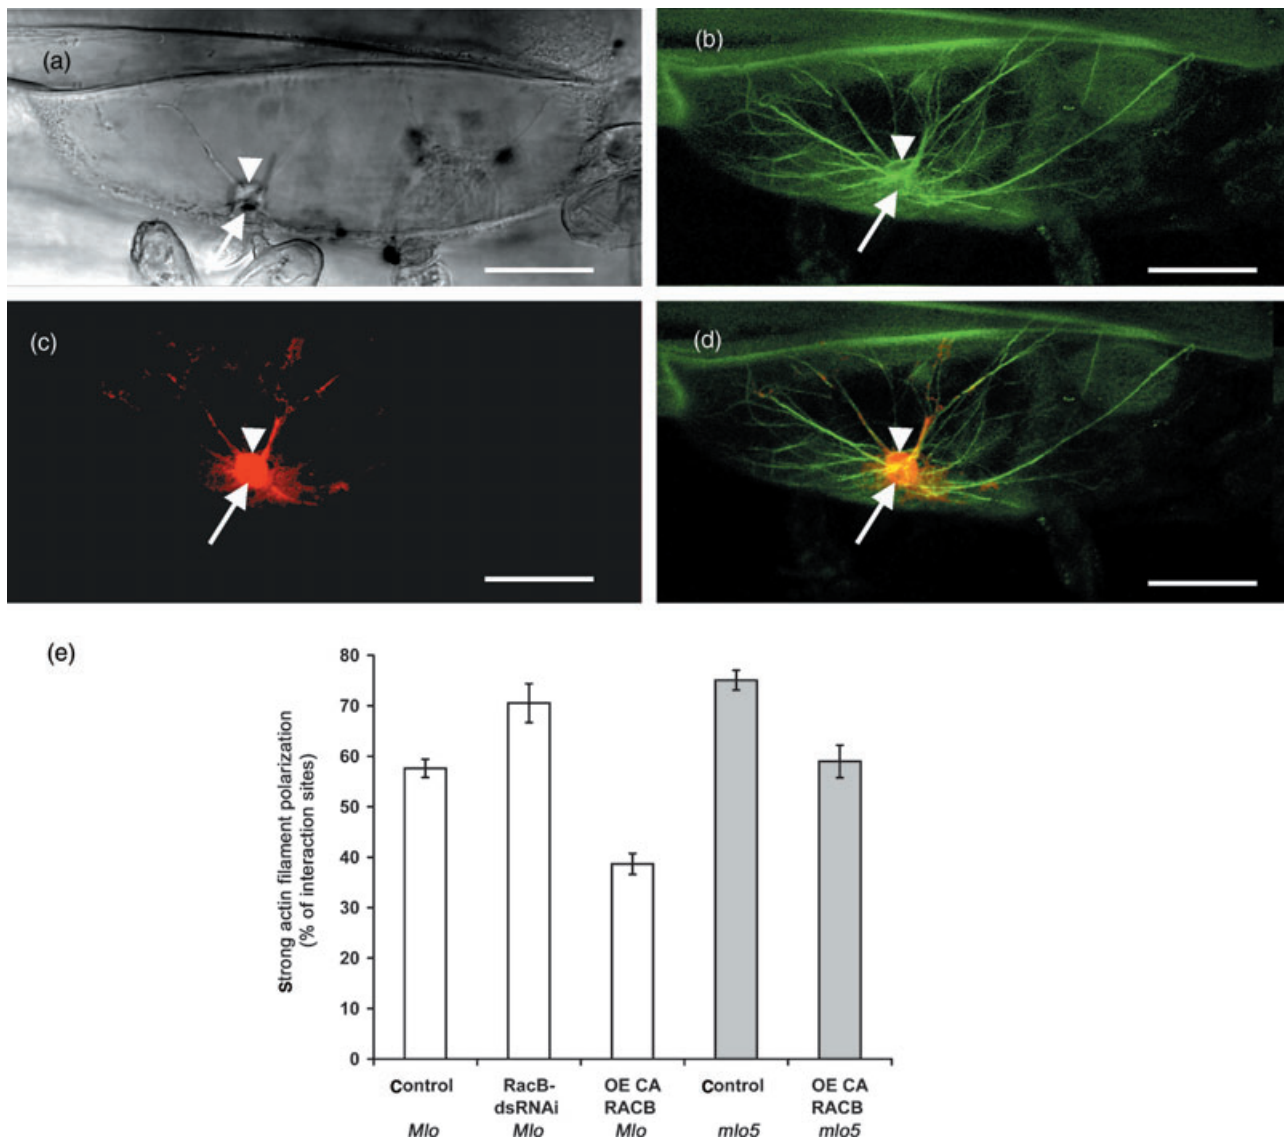 (a)
(b)
(c)
(d)
(e)
Strong actin filament polarization
(% of interaction sites)
80
70
60
50
40
30
20
10
0
Control RacB- OE CA Control OE CA
dsRNAi RACB RACB
Mlo Mlo Mlo mlo5 mlo5